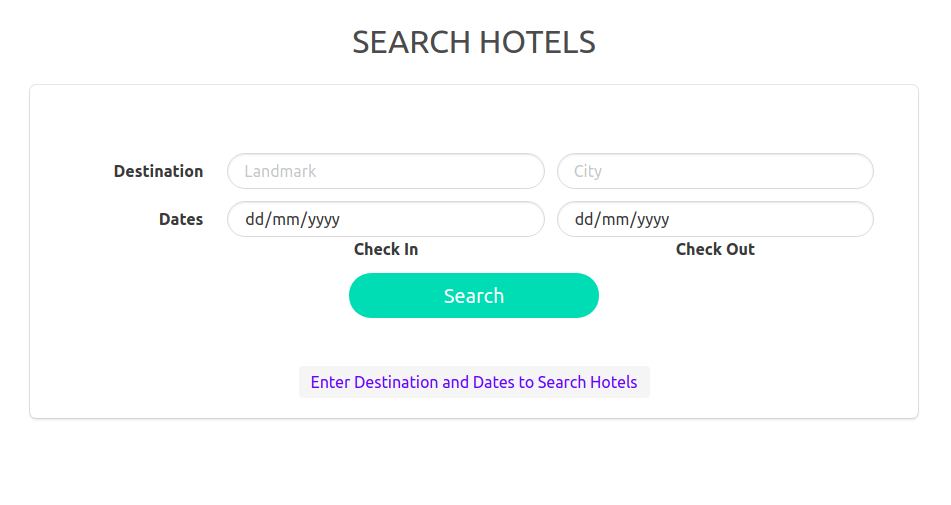 SEARCH HOTELS
Destination Landmark City
Dates dd/mm/yyyy dd/mm/yyyy
Check In Check Out
Search
Enter Destination and Dates to Search Hotels